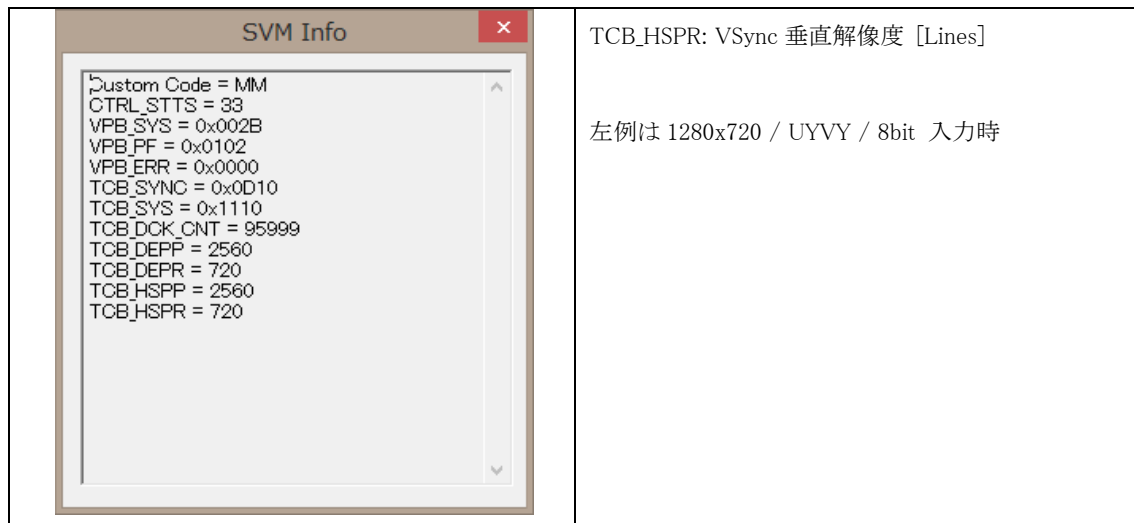 SVM Info
Custom Code = MM
CTRL_STTS = 33
VPB_SYS = 0x002B
VPB_PF = 0x0102
VPB_ERR = 0x0000
TCB_SYNC = 0x0D10
TCB_SYS = 0x1110
TCB_DCK_CNT = 95999
TCB_DEPP = 2560
TCB_DEPR = 720
TCB_HSPP = 2560
TCB_HSPR = 720
TCB_HSPR: VSync 垂直解像度 [Lines]
左例は 1280x720 / UYVY / 8bit 入力時